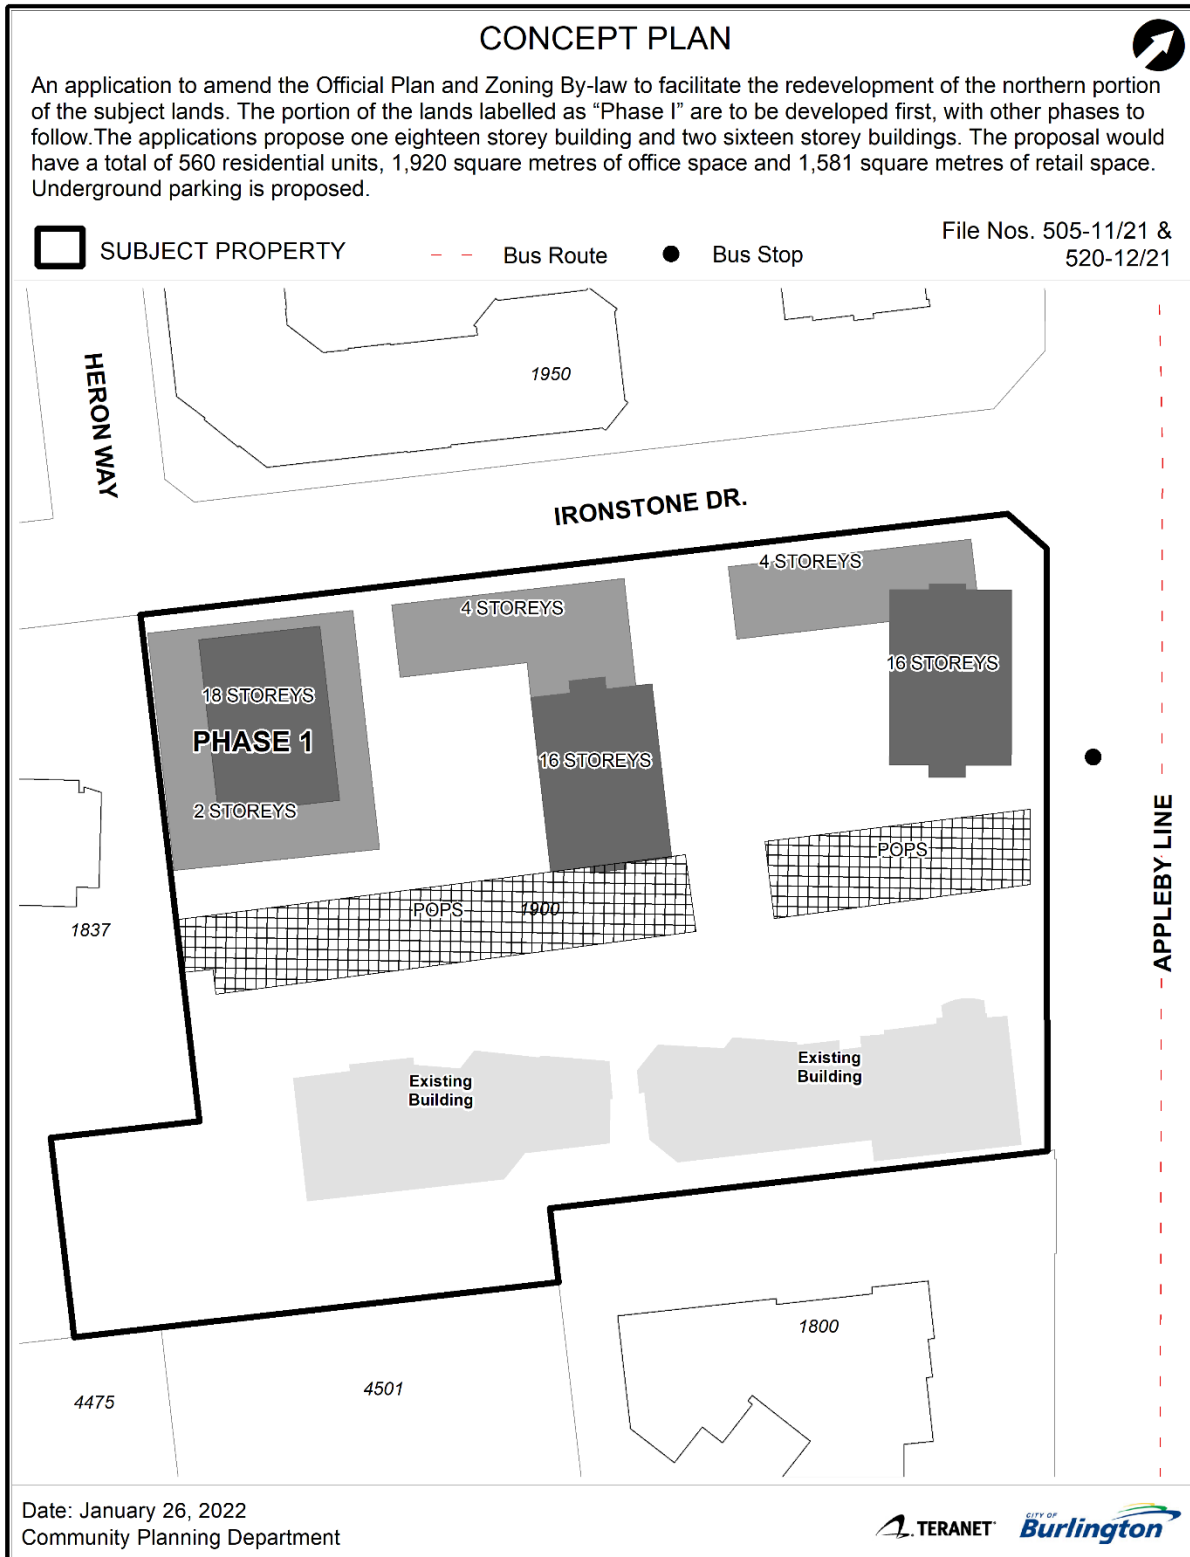 CONCEPT PLAN
An application to amend the Official Plan and Zoning By-law to facilitate the redevelopment of the northern portion
of the subject lands. The portion of the lands labelled as “Phase I” are to be developed first, with other phases to
follow.The applications propose one eighteen storey building and two sixteen storey buildings. The proposal would
have a total of 560 residential units, 1,920 square metres of office space and 1,581 square metres of retail space.
Underground parking is proposed.
SUBJECT PROPERTY
Bus Route
Bus Stop
File Nos. 505-11/21 &
520-12/21
HERON WAY
1950
IRONSTONE DR.
4 STOREYS
4 STOREYS
16 STOREYS
18 STOREYS
PHASE 1
16 STOREYS
2 STOREYS
POPS
APPLEBY LINE
POPS
1900
1837
Existing
Building
Existing
Building
1800
4475
4501
Date: January 26, 2022
Community Planning Department
TERANET
CITY OF
Burlington